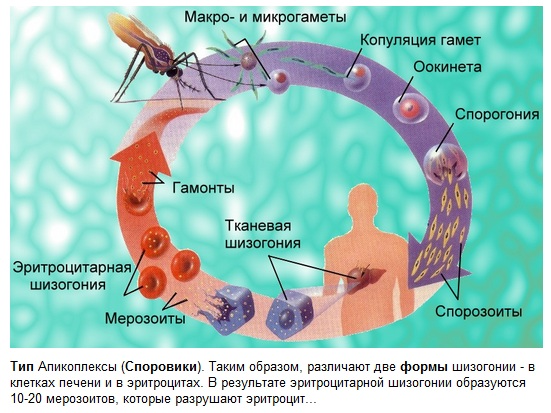 Макро- и микрогаметы
Копуляция гамет
Оокинета
Спорогония
Гамонты
Тканевая
шизогония
Эритроцитарная
шизогония
Мерозоиты
Спорозоиты
Тип Апикоплексы (Споровики). Таким образом, различают две формы шизогонии - в
клетках печени и в эритроцитах. В результате эритроцитарной шизогонии образуются
10-20 мерозоитов, которые разрушают эритроцит...